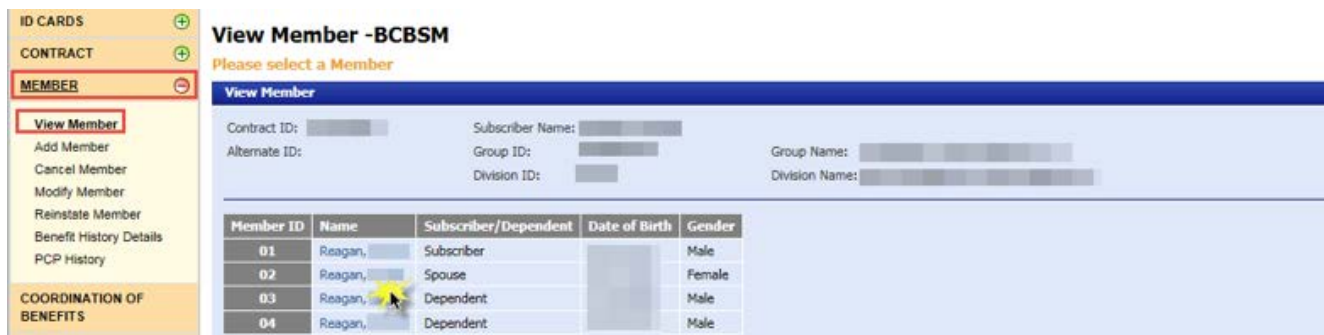 ID CARDS
CONTRACT
MEMBER
View Member
Add Member
Cancel Member
Modify Member
Reinstate Member
Benefit History Details
PCP History
COORDINATION OF
BENEFITS
View Member -BCBSM
Please select a Member
View Member
Contract ID: Subscriber Name:
Alternate ID: Group ID: Group Name:
Division ID: Division Name:
Member ID Name Subscriber/Dependent Date of Birth Gender
01 Reagan, Subscriber Male
02 Reagan, Spouse Female
03 Reagan, Dependent Male
04 Reagan, Dependent Male